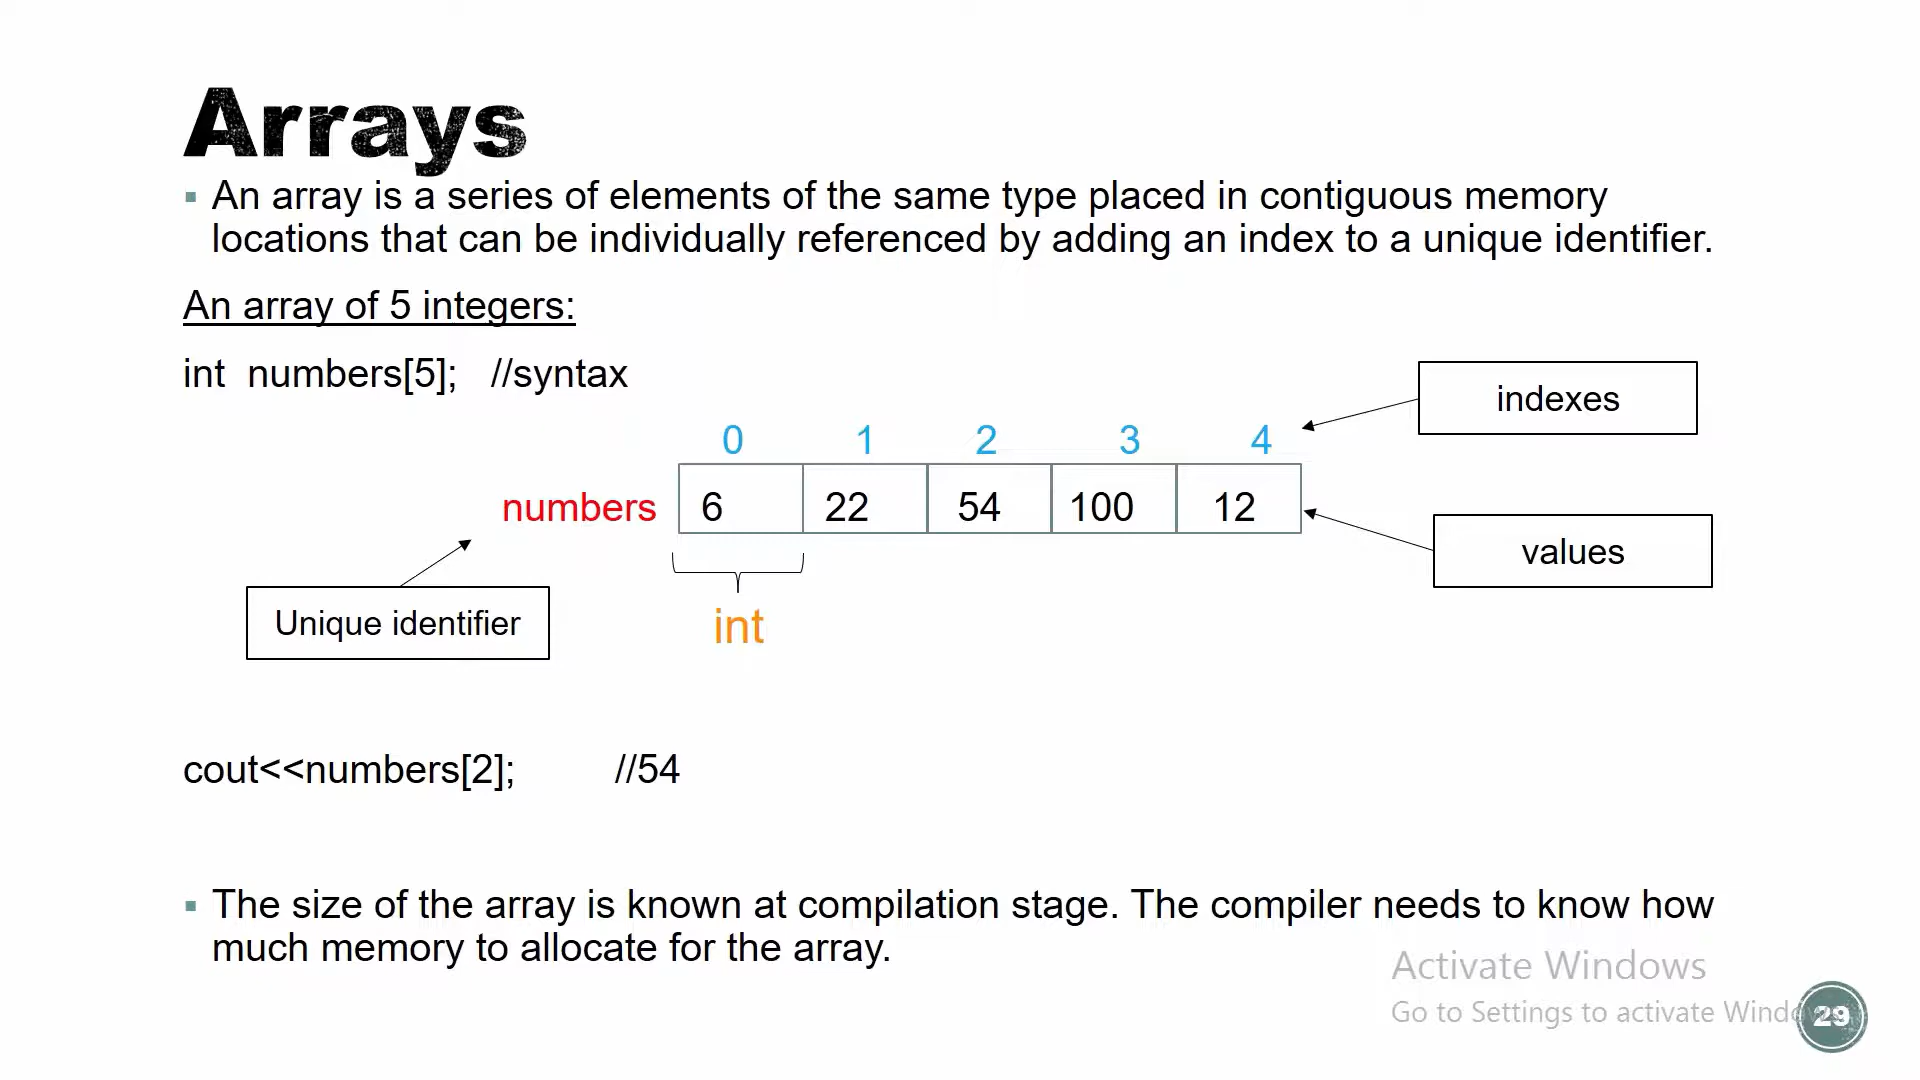 Arrays
▪ An array is a series of elements of the same type placed in contiguous memory
locations that can be individually referenced by adding an index to a unique identifier.
An array of 5 integers:
int numbers[5]; //syntax
indexes
0 1 2 3 4
numbers 6 22 54 100 12
values
Unique identifier
int
cout<<numbers[2]; //54
▪ The size of the array is known at compilation stage. The compiler needs to know how
much memory to allocate for the array.
Activate Windows
Go to Settings to activate Windows.
29